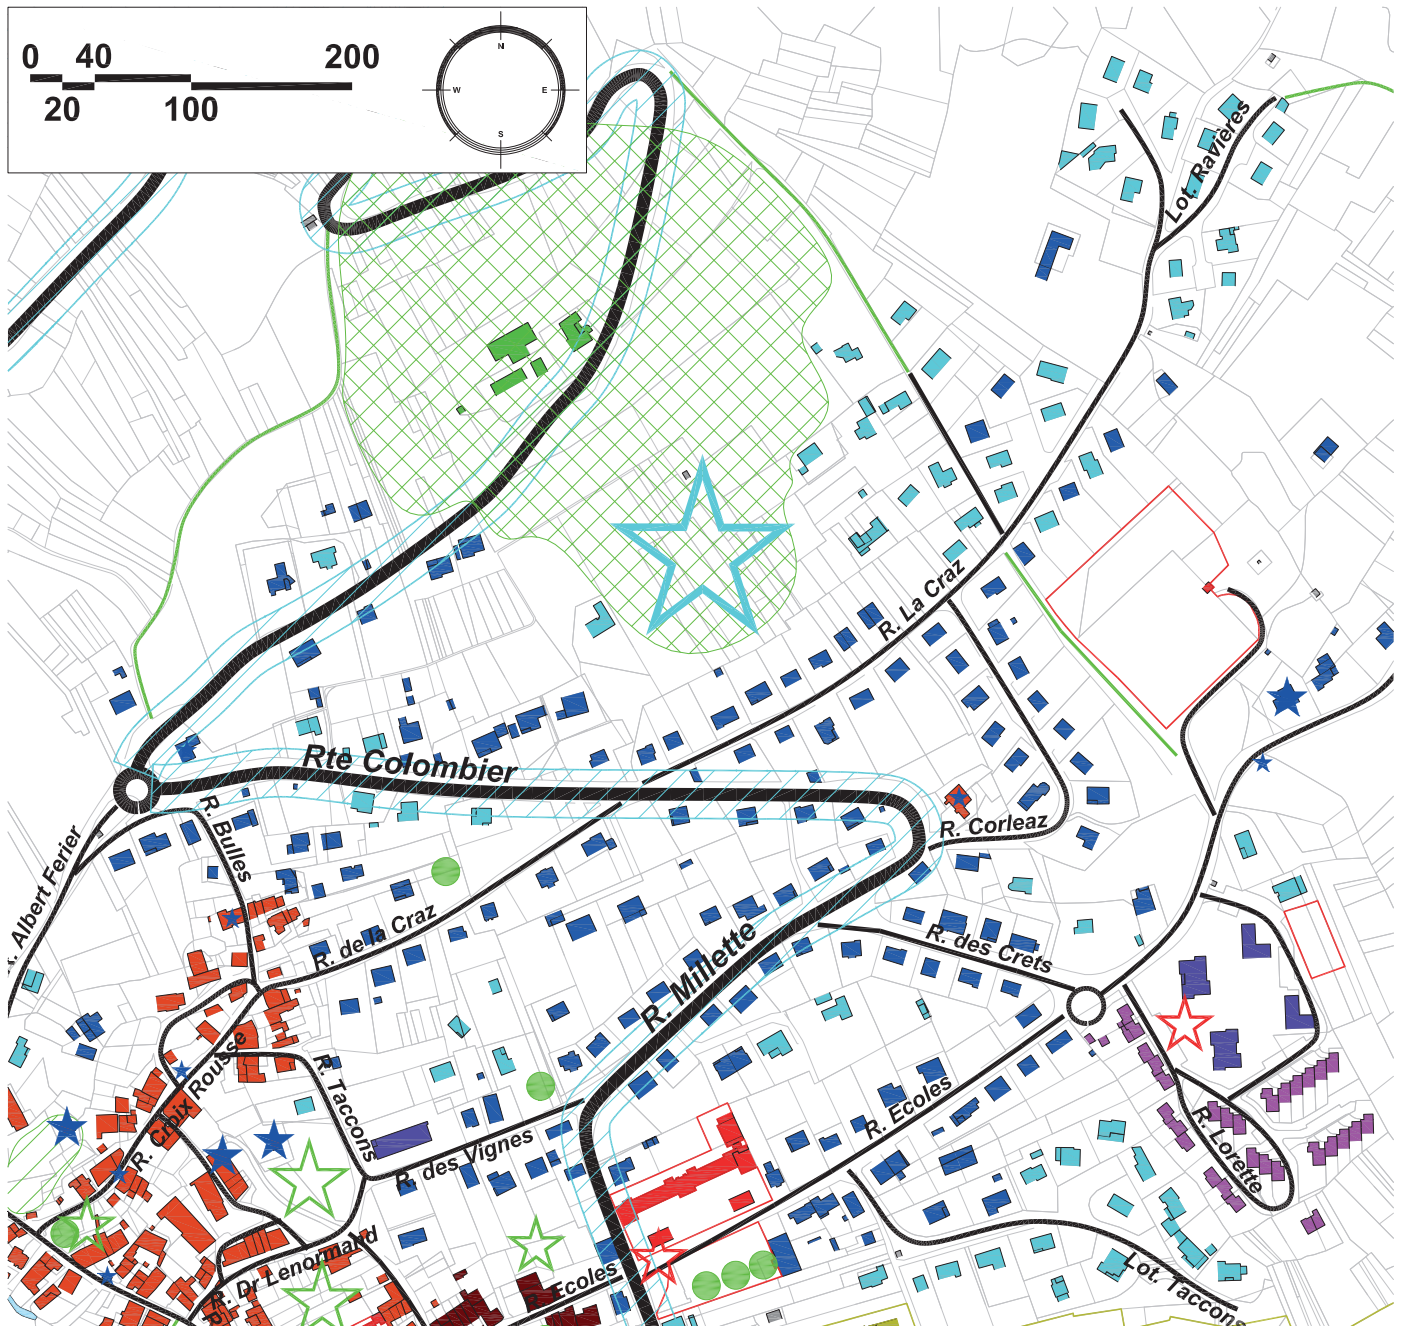 0 40 200
20 100
N
W E
S
Lot. Ravières
R. La Craz
Rte Colombier
R. Bulles
R. Corleaz
. Albert Ferier
R. de la Craz
R. Millette
R. des Crets
R. Croix Rousse
R. Taccons
R. des Vignes
R. Ecoles
R. Lorette
R. Dr Lenormand
R. Ecoles
Lot. Taccons
R